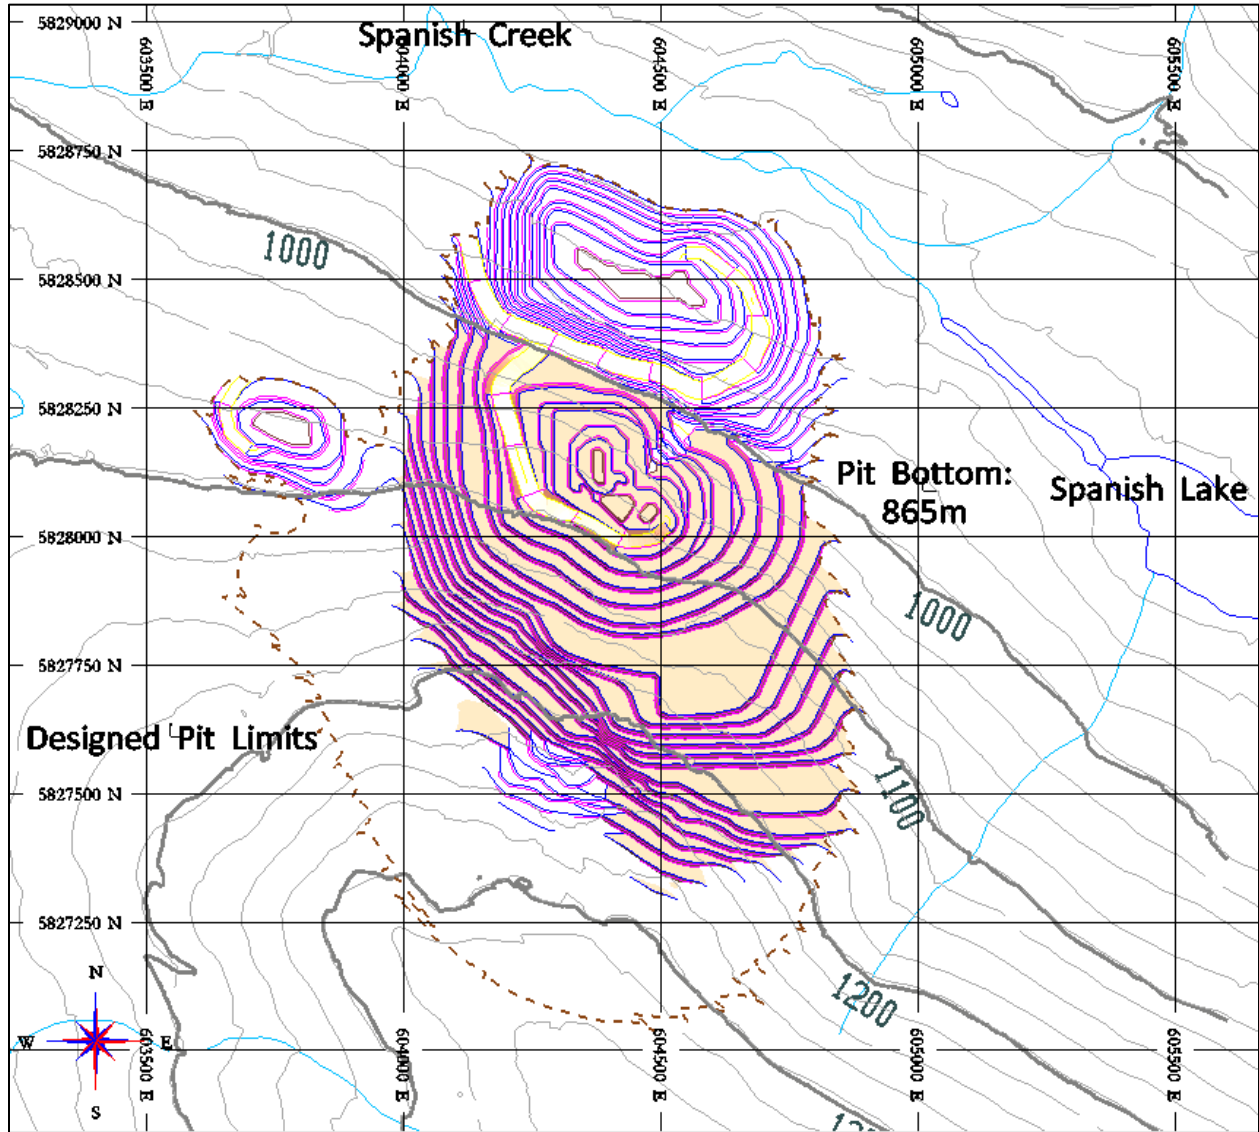 5829000 N
Spanish Creek
603500 E
604000 E
604500 E
605000 E
605500 E
5828750 N
1000
5828500 N
5828250 N
Pit Bottom:
865m
Spanish Lake
5828000 N
1000
5827750 N
Designed Pit Limits
1100
5827500 N
5827250 N
N
1200
W
E
S
603500 E
604000 E
604500 E
605000 E
605500 E